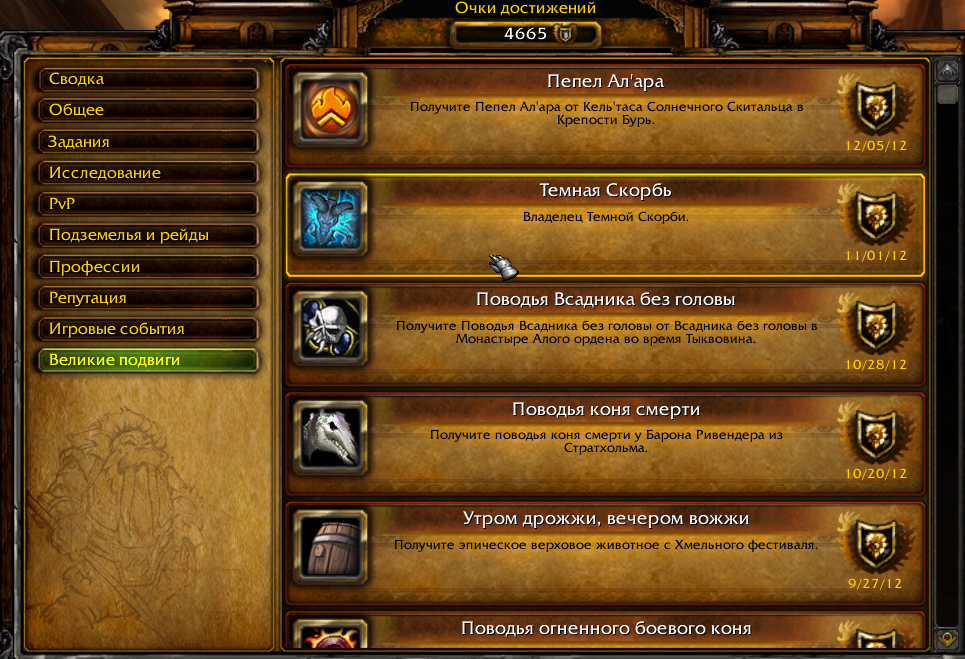 Очки достижений
4665
Сводка
Общее
Задания
Исследование
PvP
Подземелья и рейды
Профессии
Репутация
Игровые события
Великие подвиги
Пепел Ал'ара
Получите Пепел Ал'ара от Кель'таса Солнечного Скитальца в
Крепости Бурь.
12/05/12
Темная Скорбь
Владелец Темной Скорби.
11/01/12
Поводья Всадника без головы
Получите Поводья Всадника без головы от Всадника без головы в
Монастыре Алого ордена во время Тыквовина.
10/28/12
Поводья коня смерти
Получите поводья коня смерти у Барона Ривендера из
Стратхольма.
10/20/12
Утром дрожжи, вечером вожжи
Получите эпическое верховое животное с Хмельного фестиваля.
9/27/12
Поводья огненного боевого коня